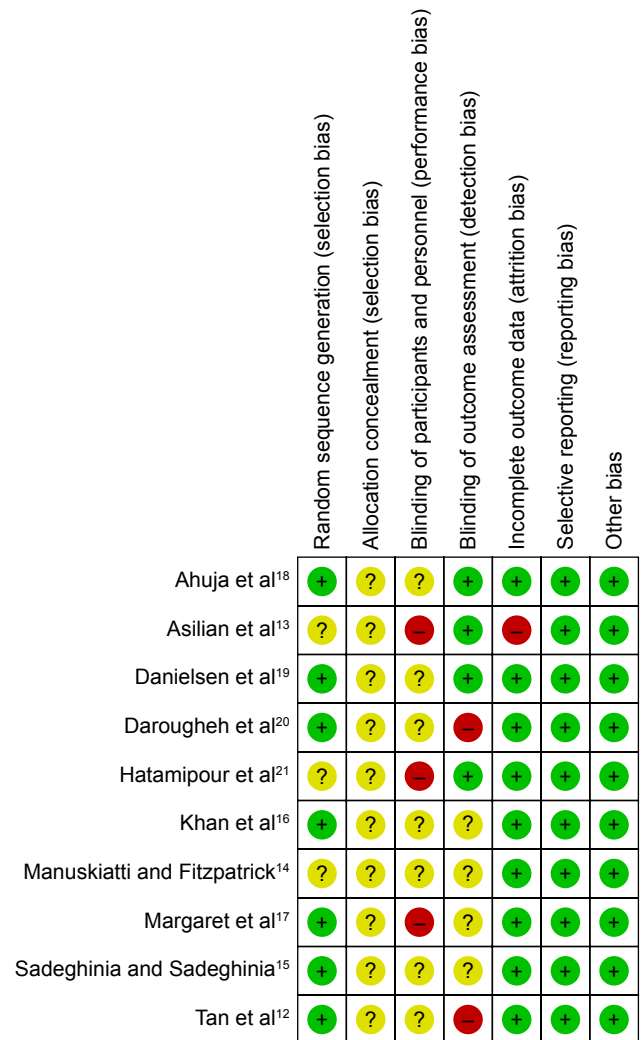 Random sequence generation (selection bias)
Allocation concealment (selection bias)
Blinding of participants and personnel (performance bias)
Blinding of outcome assessment (detection bias)
Incomplete outcome data (attrition bias)
Selective reporting (reporting bias)
Other bias
Ahuja et al¹⁸ + ? ? + + + +
Asilian et al¹³ ? ? – + – + +
Danielsen et al¹⁹ + ? ? + + + +
Darougheh et al²⁰ + ? ? – + + +
Hatamipour et al²¹ ? ? – + + + +
Khan et al¹⁶ + ? ? ? + + +
Manuskiatti and Fitzpatrick¹⁴ ? ? ? ? + + +
Margaret et al¹⁷ + ? – ? + + +
Sadeghinia and Sadeghinia¹⁵ + ? ? ? + + +
Tan et al¹² + ? ? – + + +